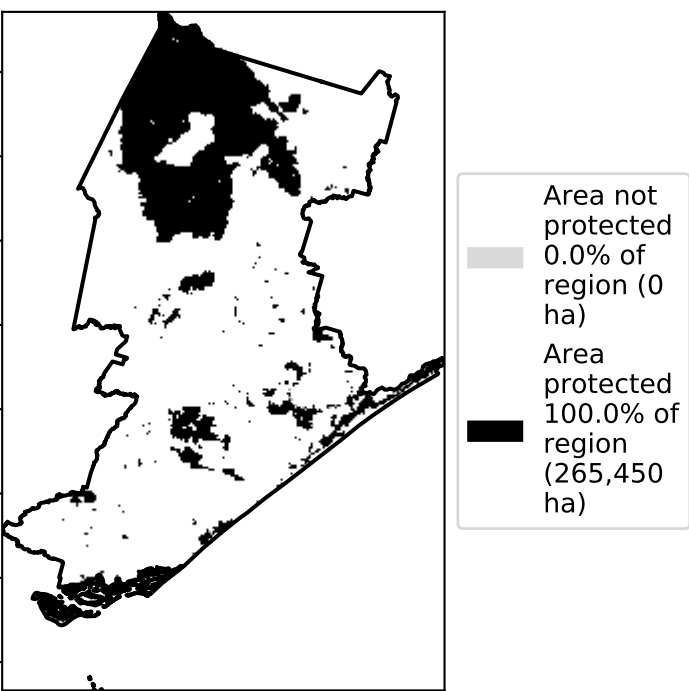 Area not
protected
0.0% of
region (0
ha)
Area
protected
100.0% of
region
(265,450
ha)